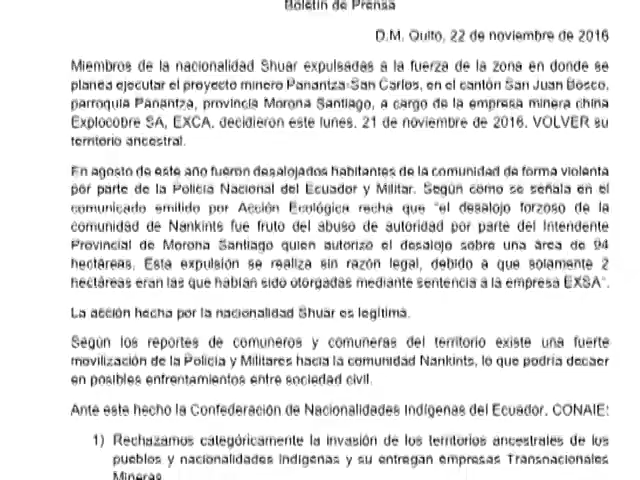 Boletín de Prensa
D.M. Quito, 22 de noviembre de 2016
Miembros de la nacionalidad Shuar expulsadas a la fuerza de la zona en donde se
planea ejecutar el proyecto minero Panantza-San Carlos, en el cantón San Juan Bosco,
parroquia Panantza, provincia Morona Santiago, a cargo de la empresa minera china
Explocobre SA, EXCA, decidieron este lunes, 21 de noviembre de 2016, VOLVER su
territorio ancestral.
En agosto de este año fueron desalojados habitantes de la comunidad de forma violenta
por parte de la Policía Nacional del Ecuador y Militar. Según como se señala en el
comunicado emitido por Acción Ecológica recha que "el desalojo forzoso de la
comunidad de Nankints fue fruto del abuso de autoridad por parte del Intendente
Provincial de Morona Santiago quien autorizo el desalojo sobre una área de 94
hectáreas. Esta expulsión se realiza sin razón legal, debido a que solamente 2
hectáreas eran las que habían sido otorgadas mediante sentencia a la empresa EXSA".
La acción hecha por la nacionalidad Shuar es legítima.
Según los reportes de comuneros y comuneras del territorio existe una fuerte
movilización de la Policía y Militares hacia la comunidad Nankints, lo que podría decaer
en posibles enfrentamientos entre sociedad civil.
Ante este hecho la Confederación de Nacionalidades Indígenas del Ecuador, CONAIE:
1) Rechazamos categóricamente la invasión de los territorios ancestrales de los
pueblos y nacionalidades Indígenas y su entregan empresas Transnacionales
Mineras